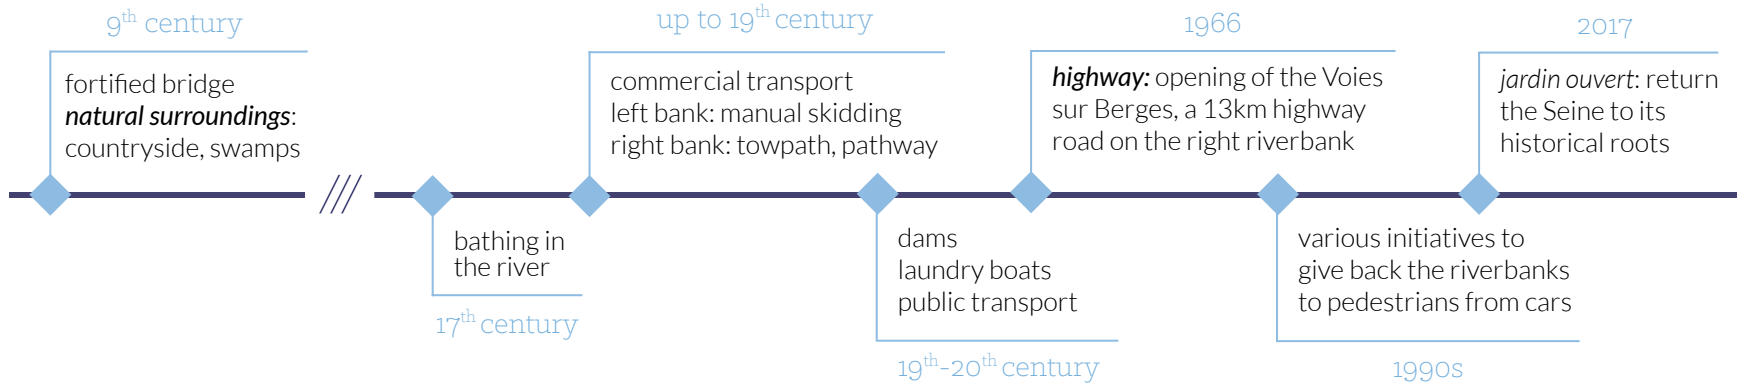 9th century
fortified bridge
natural surroundings:
countryside, swamps
bathing in
the river
17th century
up to 19th century
commercial transport
left bank: manual skidding
right bank: towpath, pathway
dams
laundry boats
public transport
19th-20th century
1966
highway: opening of the Voies
sur Berges, a 13km highway
road on the right riverbank
various initiatives to
give back the riverbanks
to pedestrians from cars
1990s
2017
jardin ouvert: return
the Seine to its
historical roots